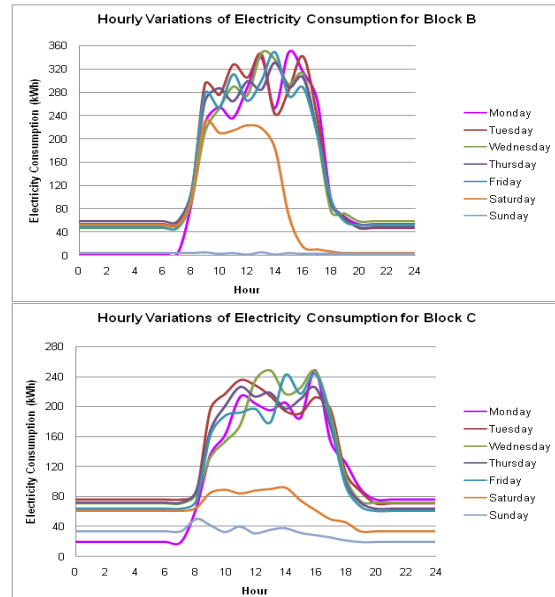 Hourly Variations of Electricity Consumption for Block B
Electricity Consumption (kWh)
360
320
280
240
200
160
120
80
40
0
0 2 4 6 8 10 12 14 16 18 20 22 24
Hour
Monday
Tuesday
Wednesday
Thursday
Friday
Saturday
Sunday
Hourly Variations of Electricity Consumption for Block C
Electricity Consumption (kWh)
280
240
200
160
120
80
40
0
0 2 4 6 8 10 12 14 16 18 20 22 24
Hour
Monday
Tuesday
Wednesday
Thursday
Friday
Saturday
Sunday